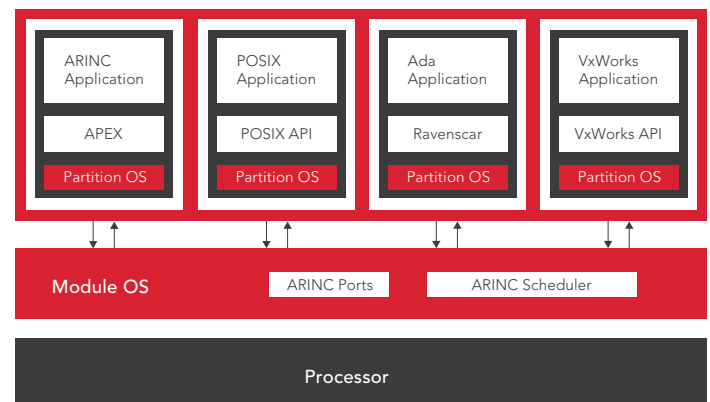 ARINC
Application
APEX
Partition OS
POSIX
Application
POSIX API
Partition OS
Ada
Application
Ravenscar
Partition OS
VxWorks
Application
VxWorks API
Partition OS
Module OS
ARINC Ports
ARINC Scheduler
Processor